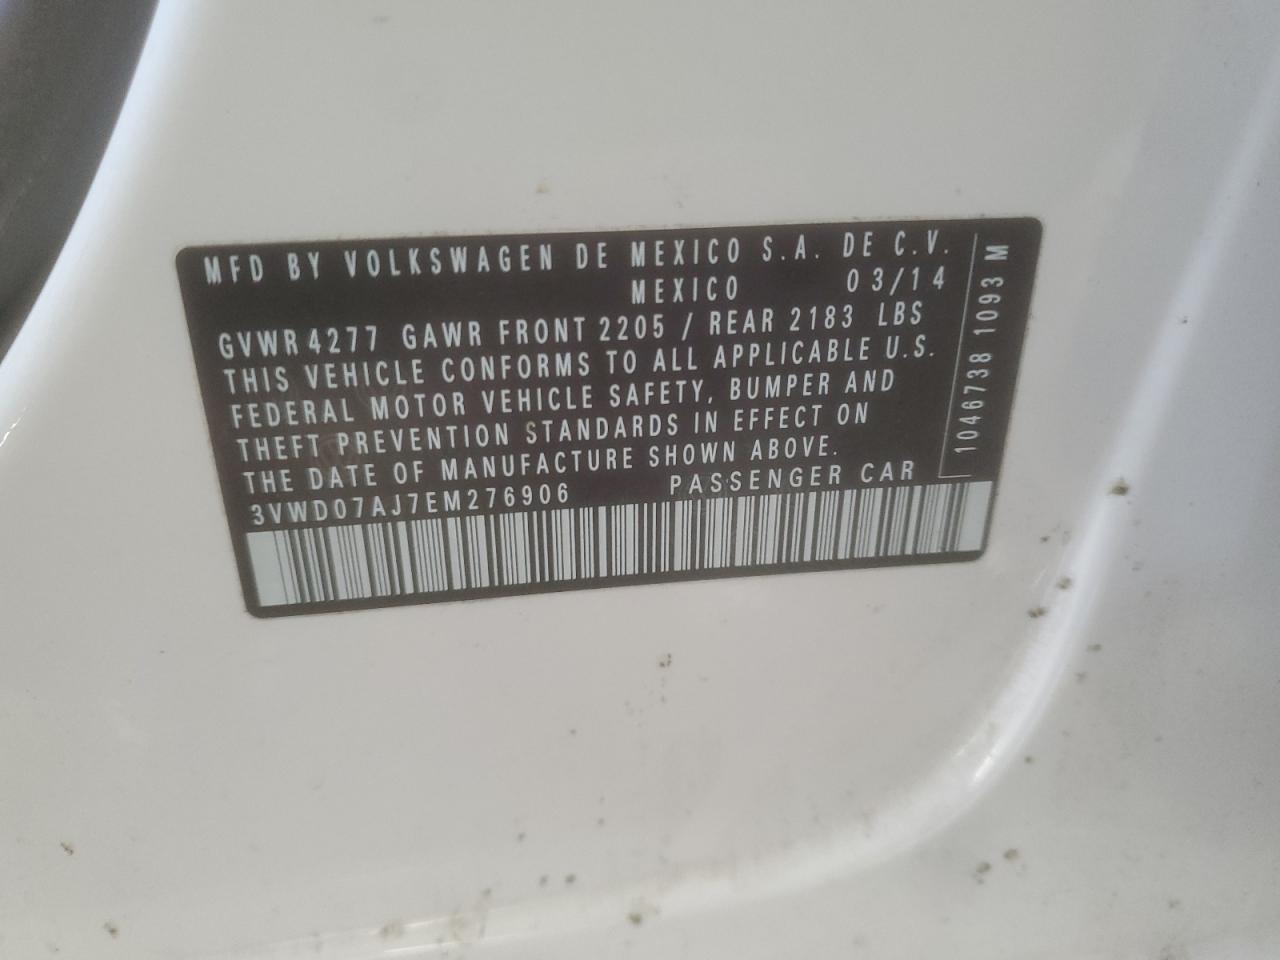 MFD BY VOLKSWAGEN DE MEXICO S.A. DE C.V.
MEXICO 03/14
GVWR 4277 GAWR FRONT 2205 / REAR 2183 LBS
THIS VEHICLE CONFORMS TO ALL APPLICABLE U.S.
FEDERAL MOTOR VEHICLE SAFETY, BUMPER AND
THEFT PREVENTION STANDARDS IN EFFECT ON
THE DATE OF MANUFACTURE SHOWN ABOVE.
3VWD07AJ7EM276906 PASSENGER CAR
1046738 1093 M